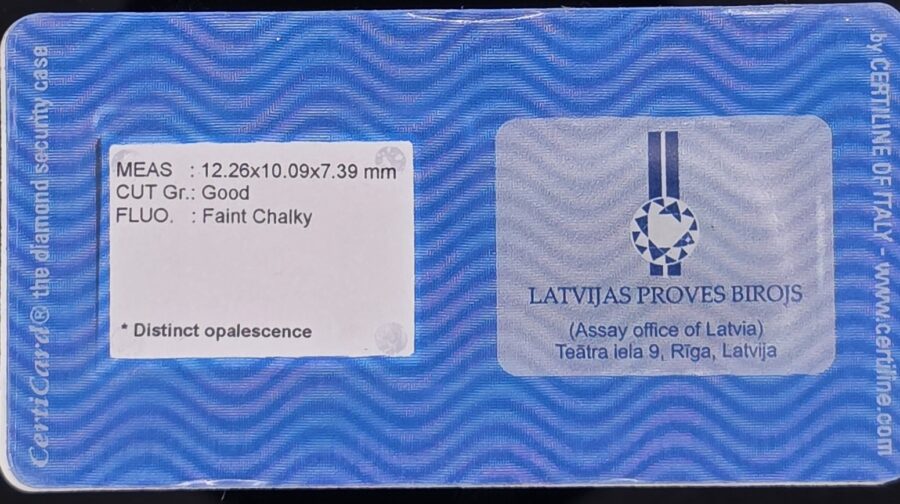 CertiCard® the diamond security case
MEAS : 12.26x10.09x7.39 mm
CUT Gr.: Good
FLUO. : Faint Chalky
* Distinct opalescence
LATVIJAS PROVES BIROJS
(Assay office of Latvia)
Teātra iela 9, Rīga, Latvija
by CERTILINE OF ITALY - www.certiline.com